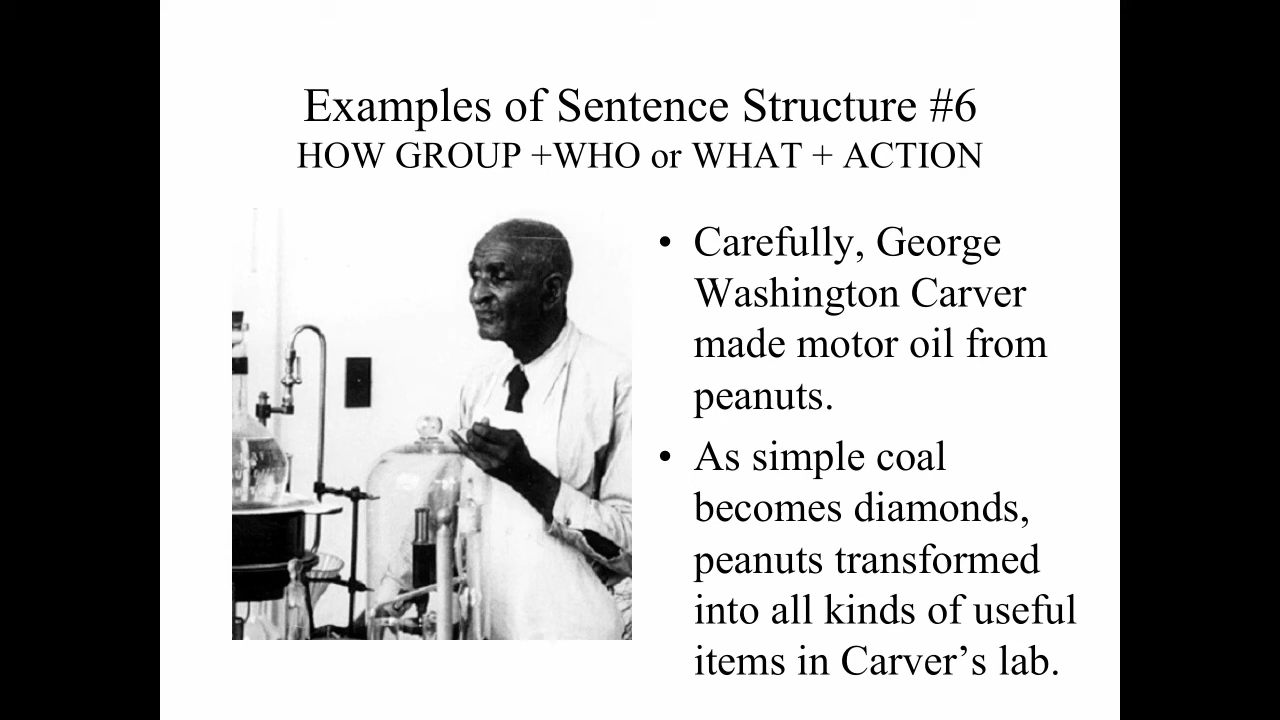 Examples of Sentence Structure #6
HOW GROUP +WHO or WHAT + ACTION
• Carefully, George
Washington Carver
made motor oil from
peanuts.
• As simple coal
becomes diamonds,
peanuts transformed
into all kinds of useful
items in Carver’s lab.